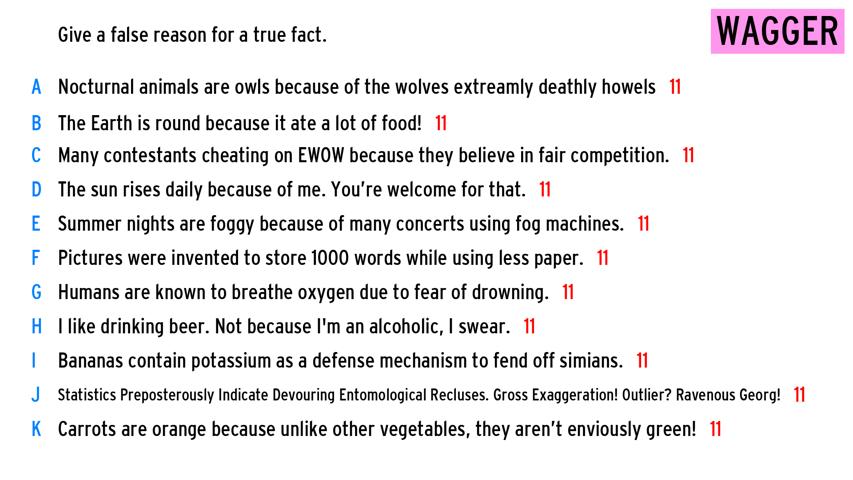 Give a false reason for a true fact.
WAGGER
A Nocturnal animals are owls because of the wolves extreamly deathly howels 11
B The Earth is round because it ate a lot of food! 11
C Many contestants cheating on EWOW because they believe in fair competition. 11
D The sun rises daily because of me. You’re welcome for that. 11
E Summer nights are foggy because of many concerts using fog machines. 11
F Pictures were invented to store 1000 words while using less paper. 11
G Humans are known to breathe oxygen due to fear of drowning. 11
H I like drinking beer. Not because I'm an alcoholic, I swear. 11
I Bananas contain potassium as a defense mechanism to fend off simians. 11
J Statistics Preposterously Indicate Devouring Entomological Recluses. Gross Exaggeration! Outlier? Ravenous Georg! 11
K Carrots are orange because unlike other vegetables, they aren’t enviously green! 11